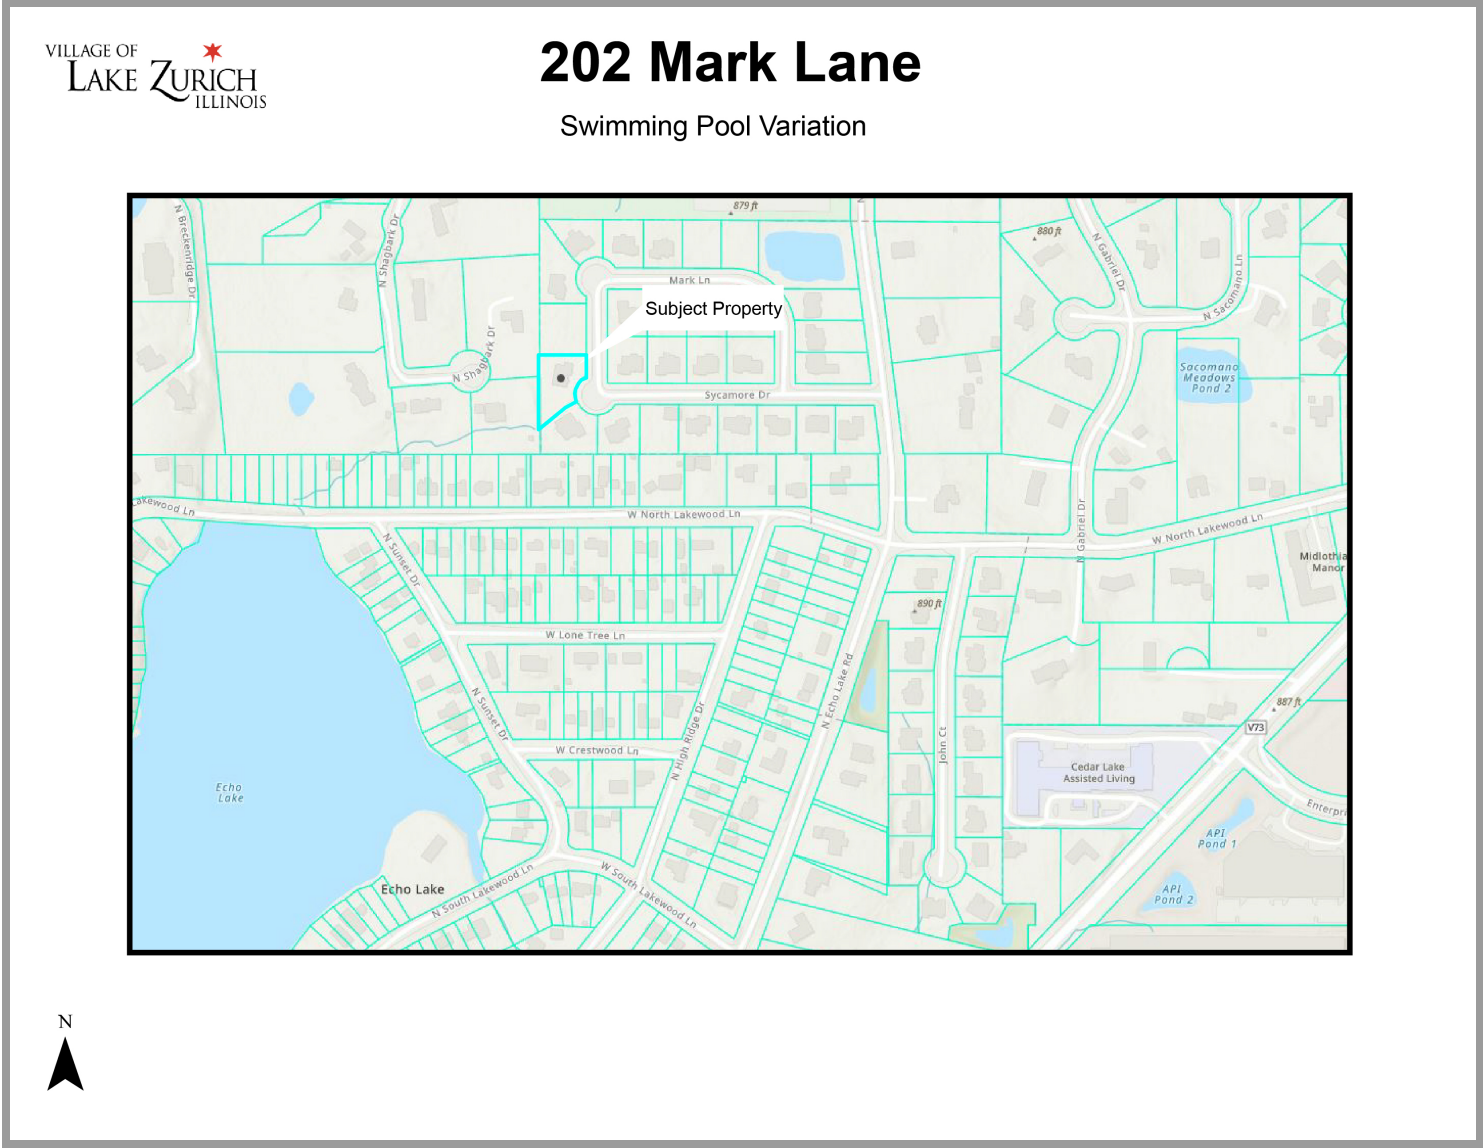 VILLAGE OF
LAKE ZURICH
ILLINOIS
202 Mark Lane
Swimming Pool Variation
879 ft
N Breckenridge Dr
N Shagbark Dr
880 ft
N Gabriel Dr
N Sacomano Ln
Mark Ln
Subject Property
N Shagbark Dr
Sacomano
Meadows
Pond 2
Sycamore Dr
Lakewood Ln
W North Lakewood Ln
N Gabriel Dr
W North Lakewood Ln
N Sunset Dr
Midlothia
Manor
890 ft
W Lone Tree Ln
N Echo Lake Rd
N Sunset Dr
N High Ridge Dr
887 ft
V73
W Crestwood Ln
John Ct
Cedar Lake
Assisted Living
Echo
Lake
Enterpr
API
Pond 1
Echo Lake
N South Lakewood Ln
W South Lakewood Ln
API
Pond 2
N